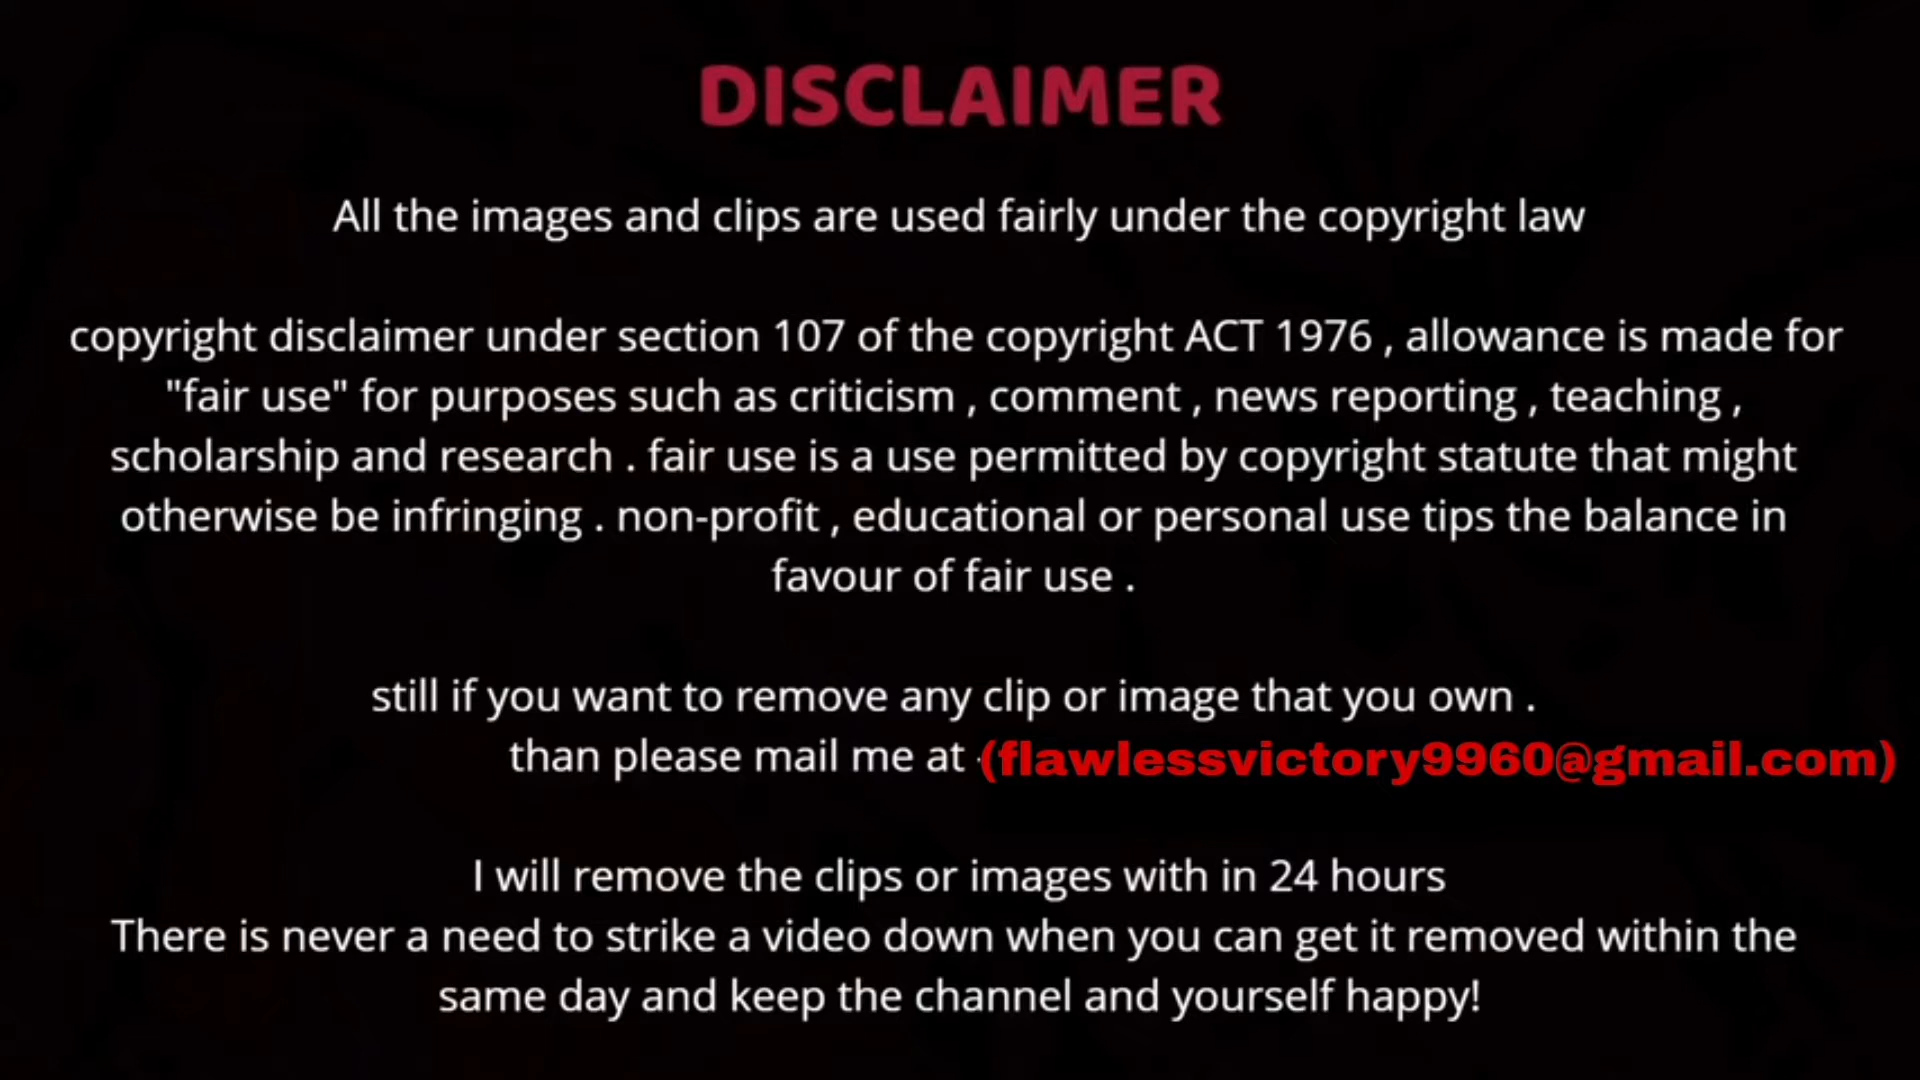 DISCLAIMER
All the images and clips are used fairly under the copyright law
copyright disclaimer under section 107 of the copyright ACT 1976 , allowance is made for
"fair use" for purposes such as criticism , comment , news reporting , teaching ,
scholarship and research . fair use is a use permitted by copyright statute that might
otherwise be infringing . non-profit , educational or personal use tips the balance in
favour of fair use .
still if you want to remove any clip or image that you own .
than please mail me at (flawlessvictory9960@gmail.com)
I will remove the clips or images with in 24 hours
There is never a need to strike a video down when you can get it removed within the
same day and keep the channel and yourself happy!